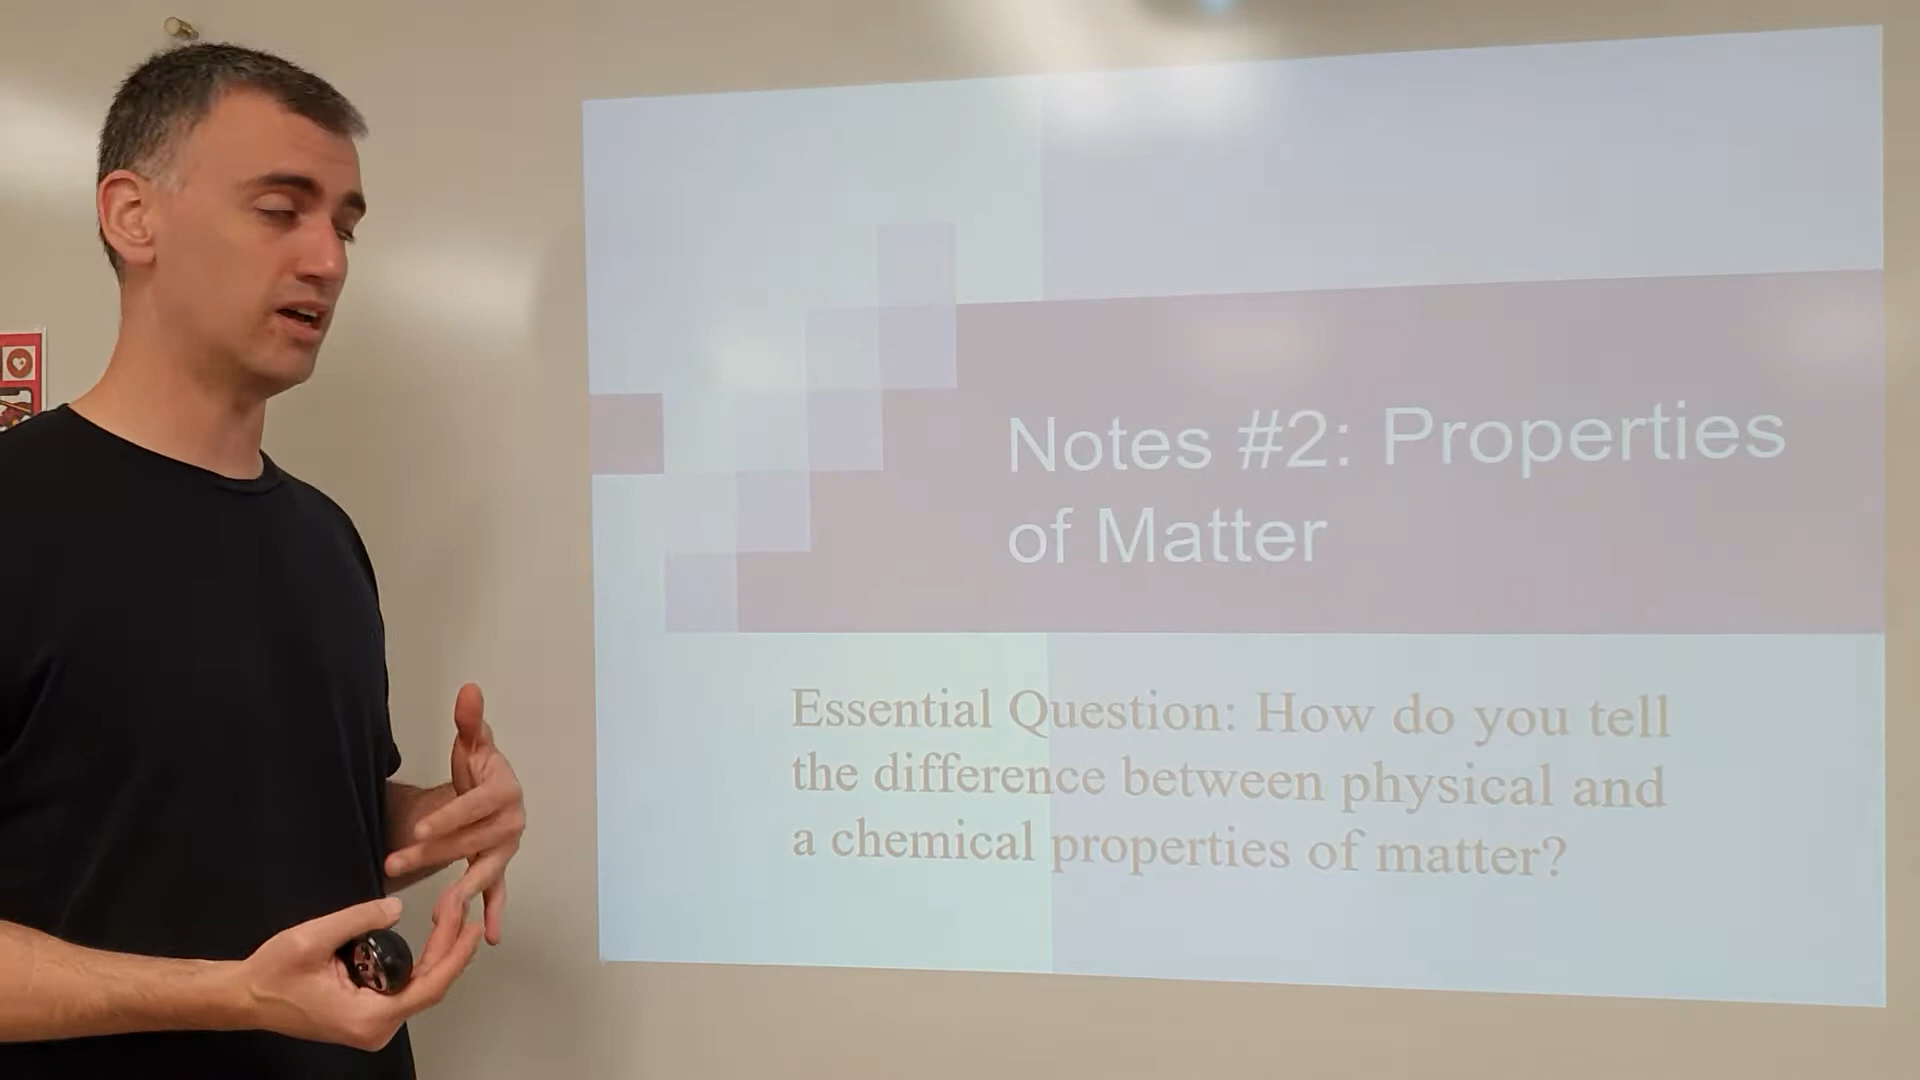 Notes #2: Properties
of Matter
Essential Question: How do you tell
the difference between physical and
a chemical properties of matter?